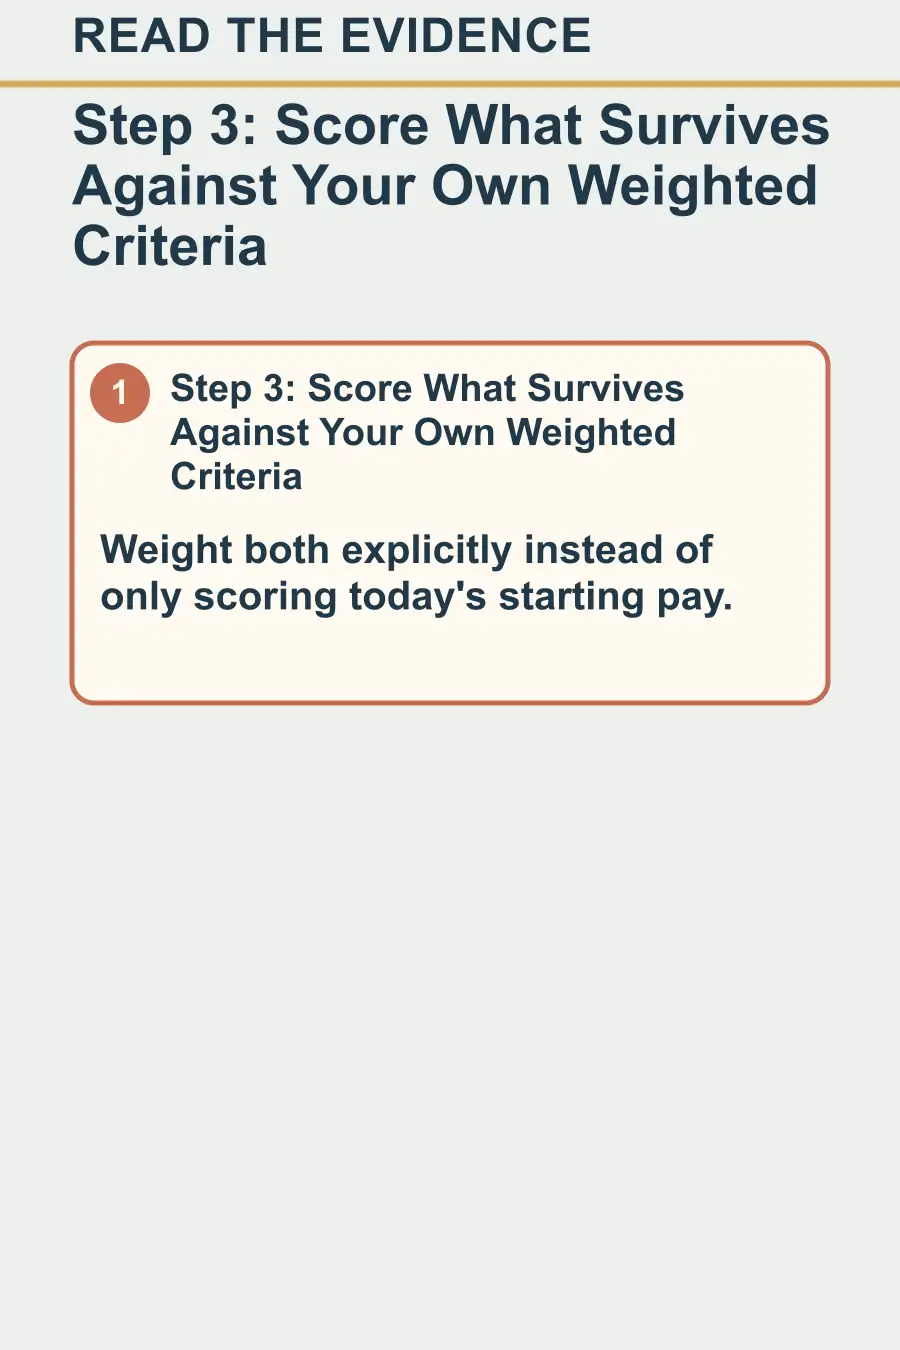 READ THE EVIDENCE
Step 3: Score What Survives
Against Your Own Weighted
Criteria
1
Step 3: Score What Survives
Against Your Own Weighted
Criteria
Weight both explicitly instead of
only scoring today's starting pay.